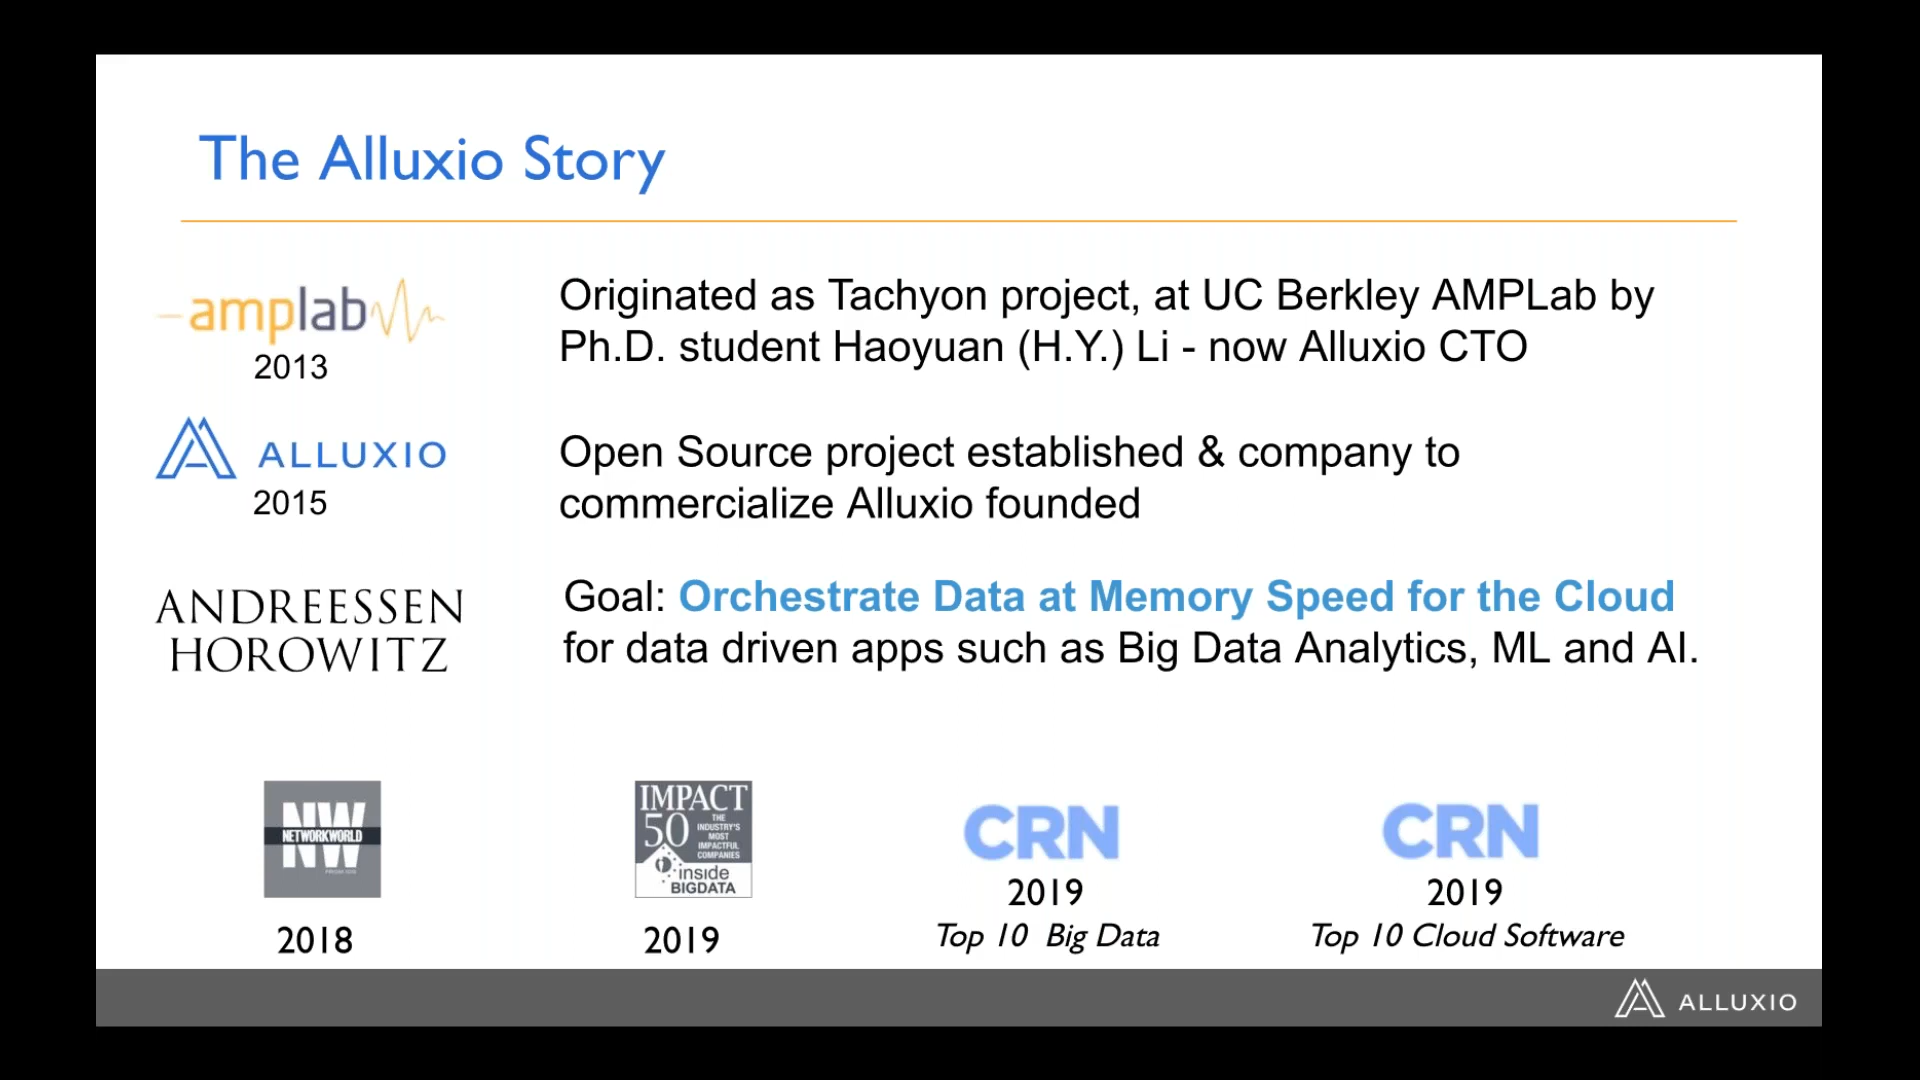 The Alluxio Story
amplab
2013
Originated as Tachyon project, at UC Berkley AMPLab by
Ph.D. student Haoyuan (H.Y.) Li - now Alluxio CTO
ALLUXIO
2015
Open Source project established & company to
commercialize Alluxio founded
ANDREESSEN
HOROWITZ
Goal: Orchestrate Data at Memory Speed for the Cloud
for data driven apps such as Big Data Analytics, ML and AI.
NW
NETWORKWORLD
2018
IMPACT
50
THE
INDUSTRY'S
MOST
IMPACTFUL
COMPANIES
inside
BIGDATA
2019
CRN
2019
Top 10 Big Data
CRN
2019
Top 10 Cloud Software
ALLUXIO